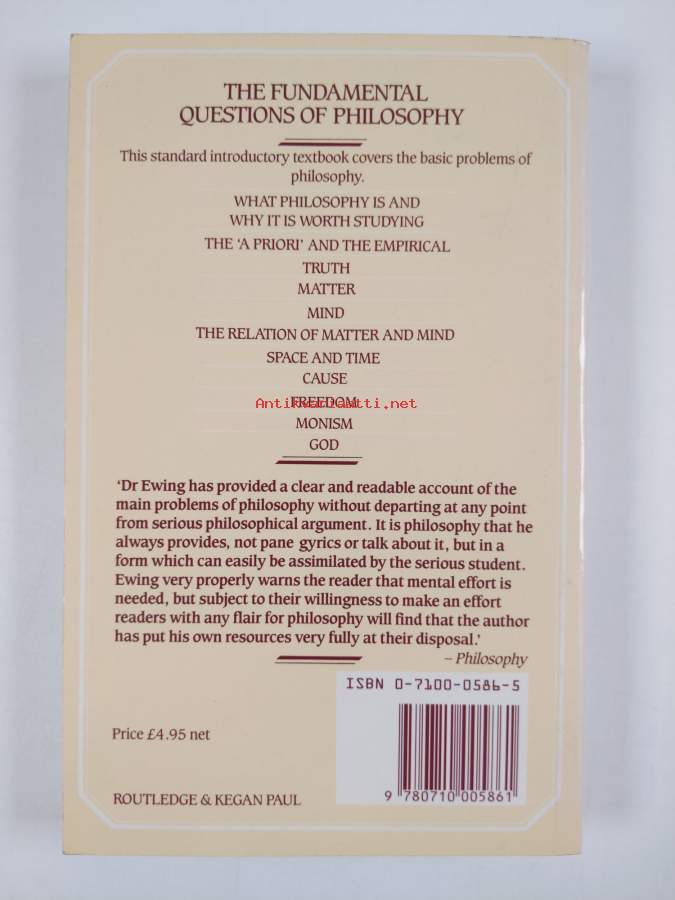 THE FUNDAMENTAL
QUESTIONS OF PHILOSOPHY
This standard introductory textbook covers the basic problems of
philosophy.
WHAT PHILOSOPHY IS AND
WHY IT IS WORTH STUDYING
THE ‘A PRIORI’ AND THE EMPIRICAL
TRUTH
MATTER
MIND
THE RELATION OF MATTER AND MIND
SPACE AND TIME
CAUSE
FREEDOM
Antikvariaatti.net
MONISM
GOD
‘Dr Ewing has provided a clear and readable account of the
main problems of philosophy without departing at any point
from serious philosophical argument. It is philosophy that he
always provides, not pane gyrics or talk about it, but in a
form which can easily be assimilated by the serious student.
Ewing very properly warns the reader that mental effort is
needed, but subject to their willingness to make an effort
readers with any flair for philosophy will find that the author
has put his own resources very fully at their disposal.’
– Philosophy
ISBN 0-7100-0586-5
Price £4.95 net
9 780710 005861
ROUTLEDGE & KEGAN PAUL